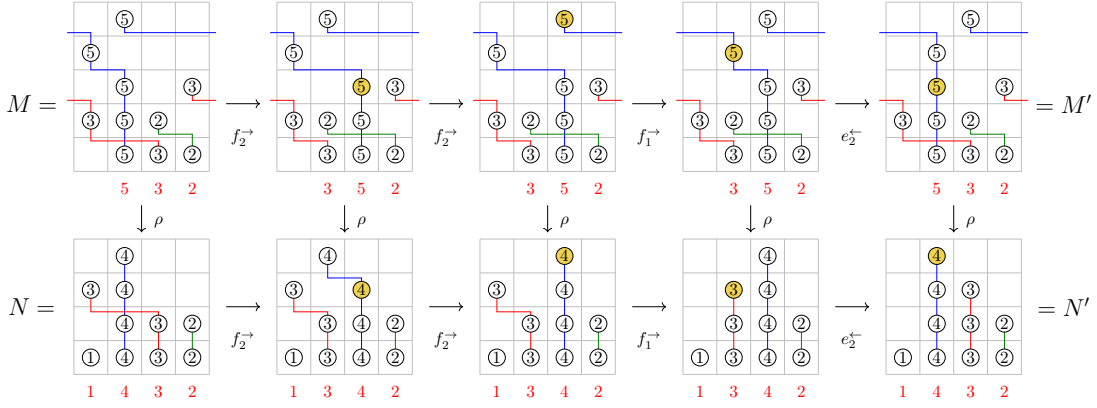 5 5 5 5 5
5 5 5 5 5
5 3 5 3 5 3 5 3 5 3
M = → → → ← = M′
3 5 2 3 2 5 3 2 5 3 2 5 3 5 2
f₂→ f₂→ f₁→ e₂←
5 3 2 3 5 2 3 5 2 3 5 2 5 3 2
5 3 2 3 5 2 3 5 2 3 5 2 5 3 2
↓ρ ↓ρ ↓ρ ↓ρ ↓ρ
4 4 4 4 4
3 4 3 4 3 4 3 4 4 3
N = = N′
4 3 2 3 4 2 3 4 2 3 4 2 4 3 2
f₂→ f₂→ f₁→ e₂←
1 4 3 2 1 3 4 2 1 3 4 2 1 3 4 2 1 4 3 2
1 4 3 2 1 3 4 2 1 3 4 2 1 3 4 2 1 4 3 2